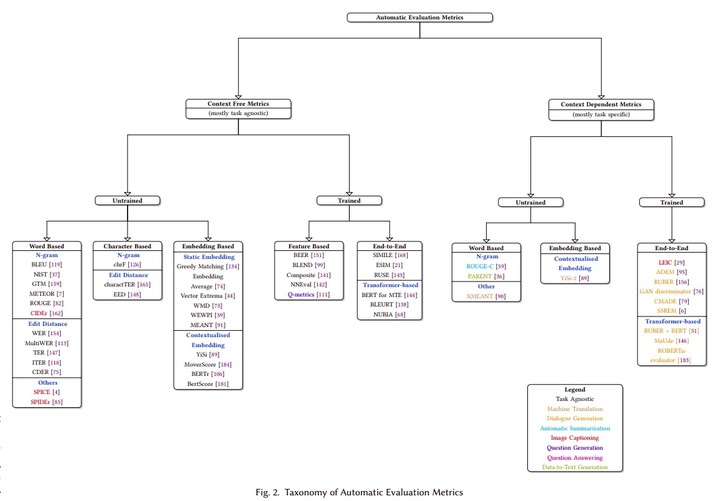 Automatic Evaluation Metrics
Context Free Metrics
(mostly task agnostic)
Context Dependent Metrics
(mostly task specific)
Untrained
Trained
Untrained
Trained
Word Based
N-gram
BLEU [119]
NIST [37]
GTM [159]
METEOR [7]
ROUGE [82]
CIDEr [162]
Edit Distance
WER [154]
MultiWER [113]
TER [147]
ITER [118]
CDER [75]
Others
SPICE [4]
SPIDEr [85]
Character Based
N-gram
chrF [126]
Edit Distance
charactTER [165]
EED [148]
Embedding Based
Static Embedding
Greedy Matching [134]
Embedding
Average [74]
Vector Extrema [44]
WMD [73]
WEWPI [39]
MEANT [91]
Contextualised
Embedding
YiSi [89]
MoverScore [184]
BERTr [106]
BertScore [181]
Feature Based
BEER [151]
BLEND [99]
Composite [141]
NNEval [142]
Q-metrics [111]
End-to-End
SIMILE [168]
ESIM [21]
RUSE [143]
Transformer-based
BERT for MTE [144]
BLEURT [138]
NUBIA [68]
Word Based
N-gram
ROUGE-C [59]
PARENT [36]
Other
XMEANT [90]
Embedding Based
Contextualised
Embedding
YiSi-2 [89]
End-to-End
LEIC [29]
ADEM [95]
RUBER [156]
GAN discriminator [76]
CMADE [79]
SSREM [6]
Transformer-based
RUBER + BERT [51]
MaUde [146]
ROBERTa-
evaluator [183]
Legend
Task Agnostic
Machine Translation
Dialogue Generation
Automatic Summarization
Image Captioning
Question Generation
Question Answering
Data-to-Text Generation
Fig. 2. Taxonomy of Automatic Evaluation Metrics